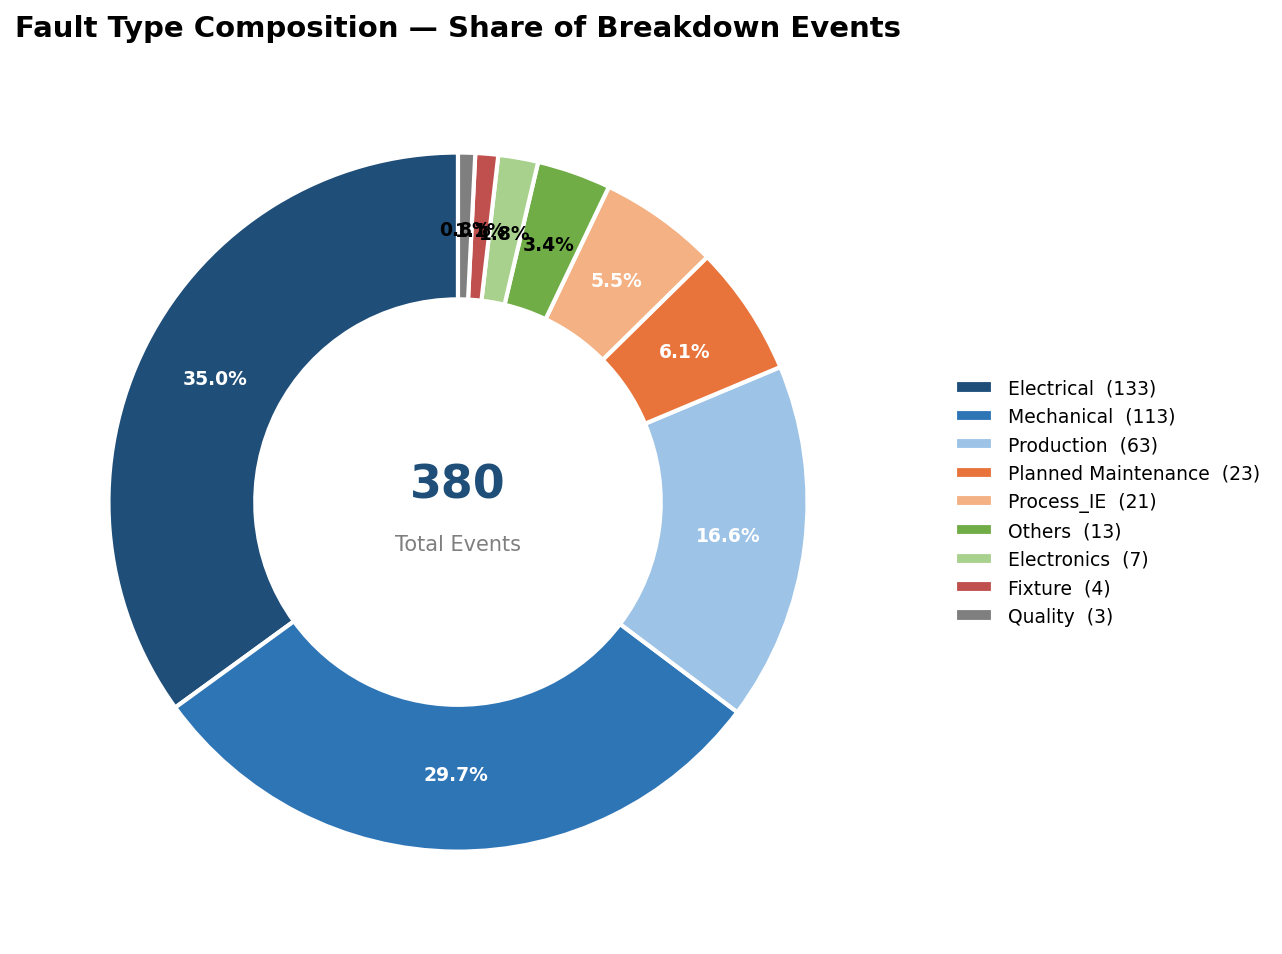 Fault Type Composition — Share of Breakdown Events
3.4%
5.5%
6.1%
35.0%
16.6%
29.7%
380
Total Events
Electrical (133)
Mechanical (113)
Production (63)
Planned Maintenance (23)
Process_IE (21)
Others (13)
Electronics (7)
Fixture (4)
Quality (3)